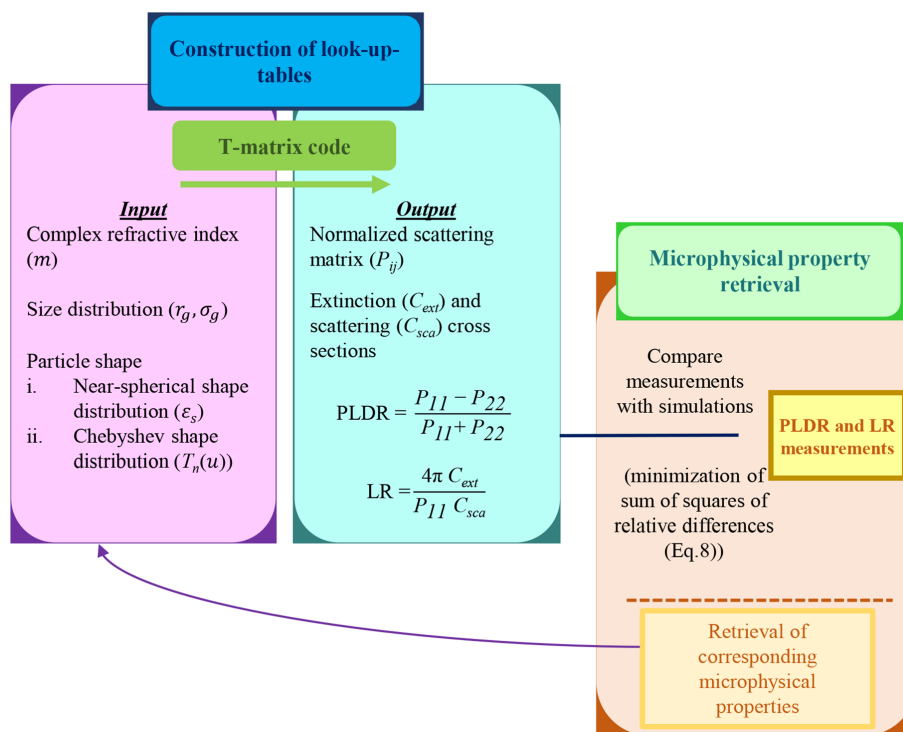 Construction of look-up-
tables
T-matrix code
Input
Complex refractive index
(m)
Size distribution (r_g, σ_g)
Particle shape
i. Near-spherical shape
distribution (ε_s)
ii. Chebyshev shape
distribution (T_n(u))
Output
Normalized scattering
matrix (P_ij)
Extinction (C_ext) and
scattering (C_sca) cross
sections
PLDR = (P_11 − P_22) / (P_11 + P_22)
LR = 4π C_ext / P_11 C_sca
Microphysical property
retrieval
Compare
measurements
with simulations
PLDR and LR
measurements
(minimization of
sum of squares of
relative differences
(Eq.8))
Retrieval of
corresponding
microphysical
properties